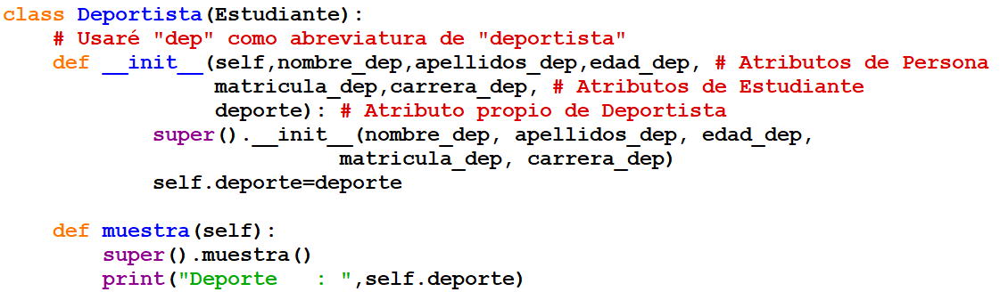 class Deportista(Estudiante):
    # Usaré "dep" como abreviatura de "deportista"
    def __init__(self,nombre_dep,apellidos_dep,edad_dep, # Atributos de Persona
                 matricula_dep,carrera_dep, # Atributos de Estudiante
                 deporte): # Atributo propio de Deportista
            super().__init__(nombre_dep, apellidos_dep, edad_dep,
                           matricula_dep, carrera_dep)
            self.deporte=deporte

    def muestra(self):
        super().muestra()
        print("Deporte   : ",self.deporte)